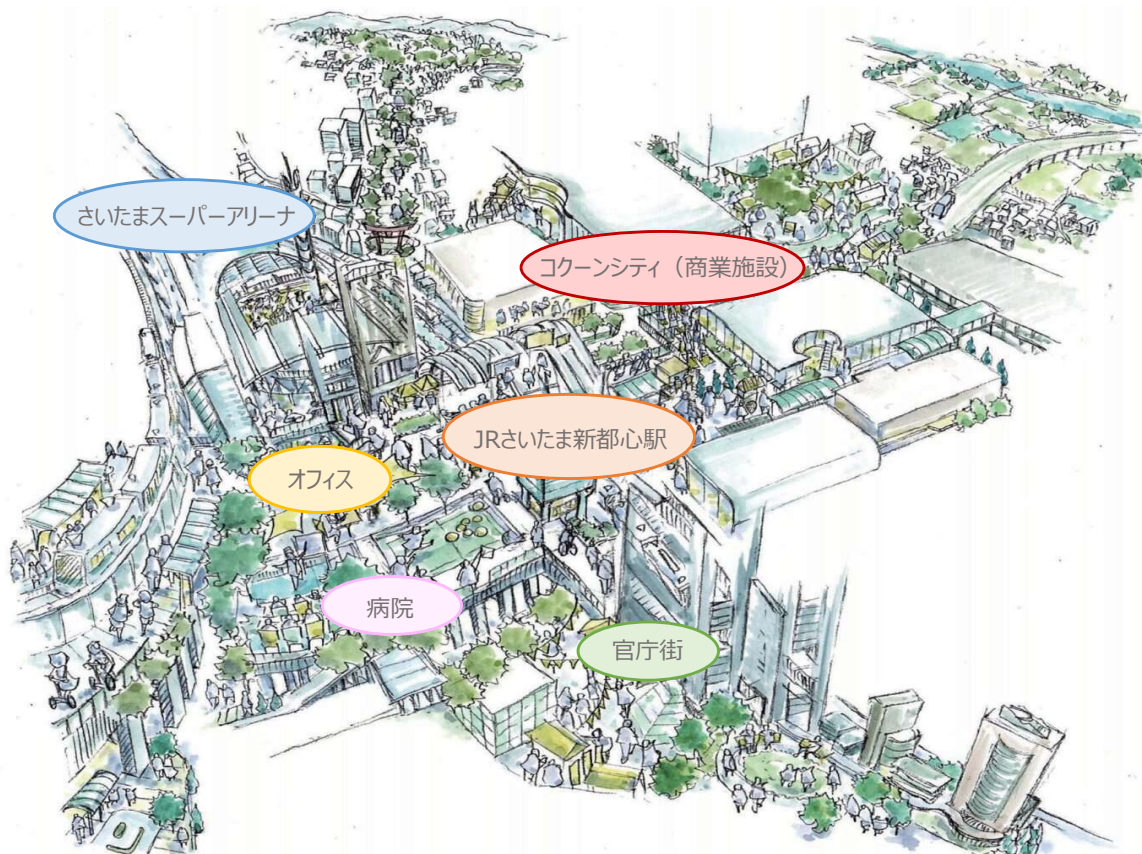 さいたまスーパーアリーナ
コクーンシティ（商業施設）
JRさいたま新都心駅
オフィス
病院
官庁街